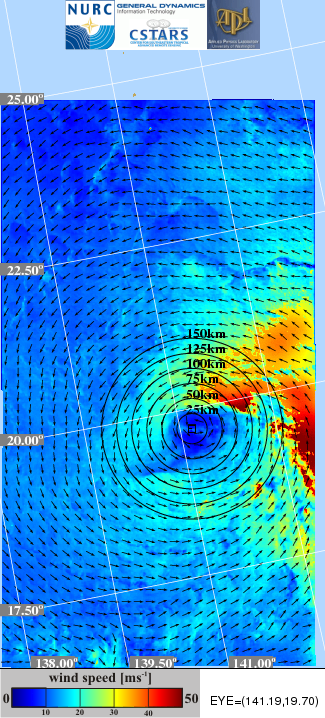 NURC
GENERAL DYNAMICS
Information Technology
CSTARS
APL
25.00°
22.50°
150km
125km
100km
75km
50km
25km
20.00°
17.50°
138.00° 139.50° 141.00°
wind speed [ms-1]
0 10 20 30 40 50
EYE=(141.19,19.70)